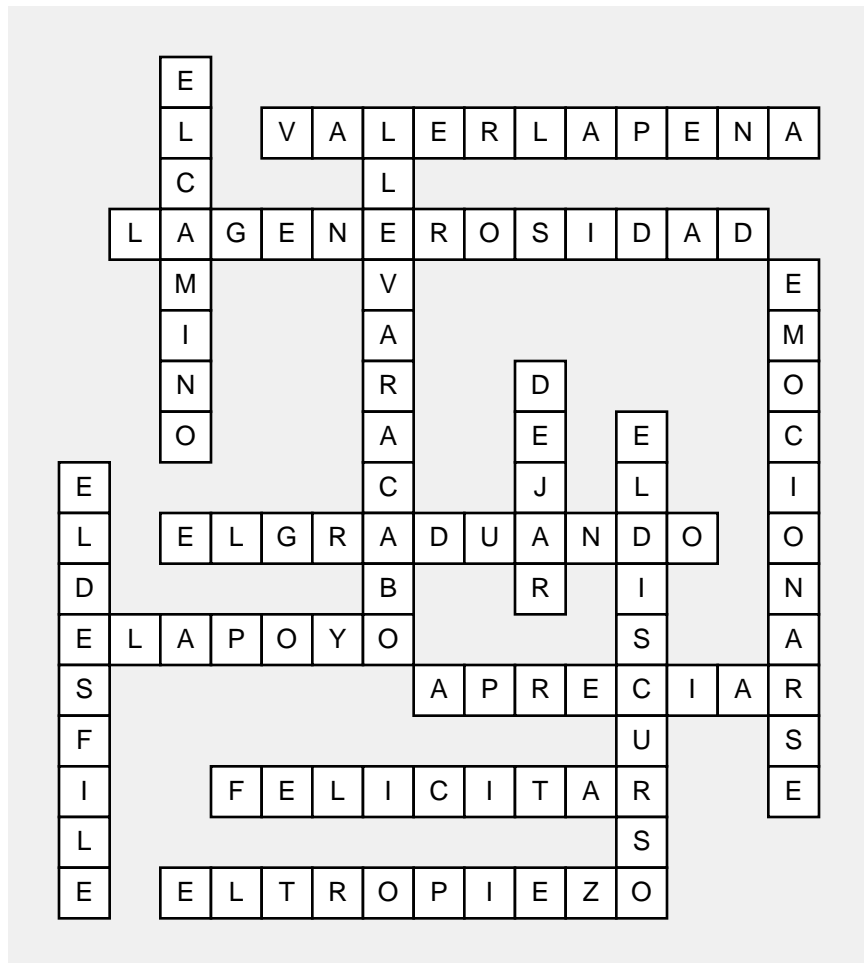 ELCAMINO
VALERLAPENA
LLEVARACABO
LAGENEROSIDAD
EMOCIONARSE
DEJAR
ELDISCURSO
ELDESFILE
ELGRADUANDO
ELAPOYO
APRECIAR
FELICITAR
ELTROPIEZO